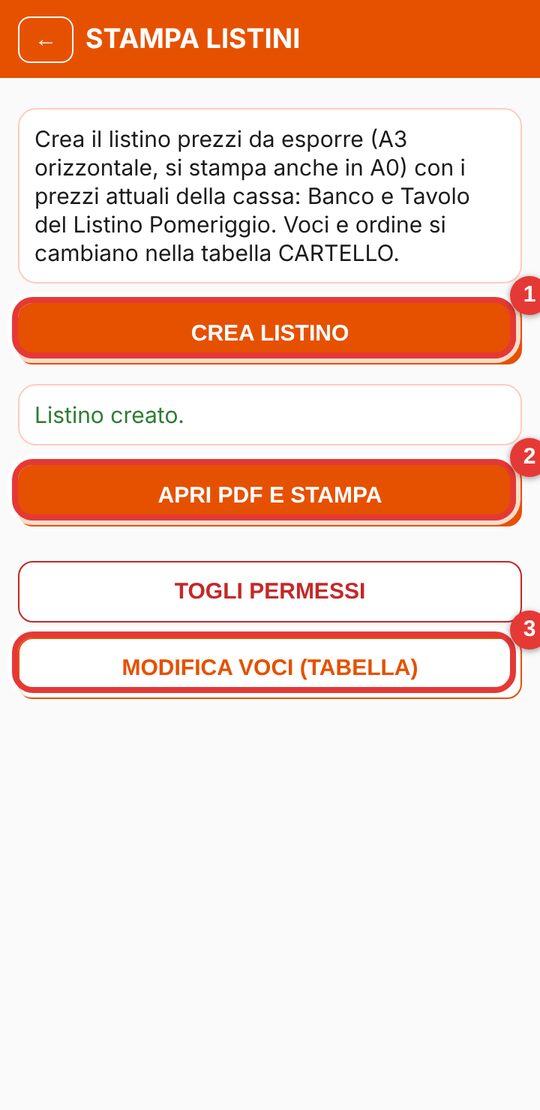 ← STAMPA LISTINI
Crea il listino prezzi da esporre (A3
orizzontale, si stampa anche in A0) con i
prezzi attuali della cassa: Banco e Tavolo
del Listino Pomeriggio. Voci e ordine si
cambiano nella tabella CARTELLO.
1
CREA LISTINO
Listino creato.
2
APRI PDF E STAMPA
TOGLI PERMESSI
3
MODIFICA VOCI (TABELLA)